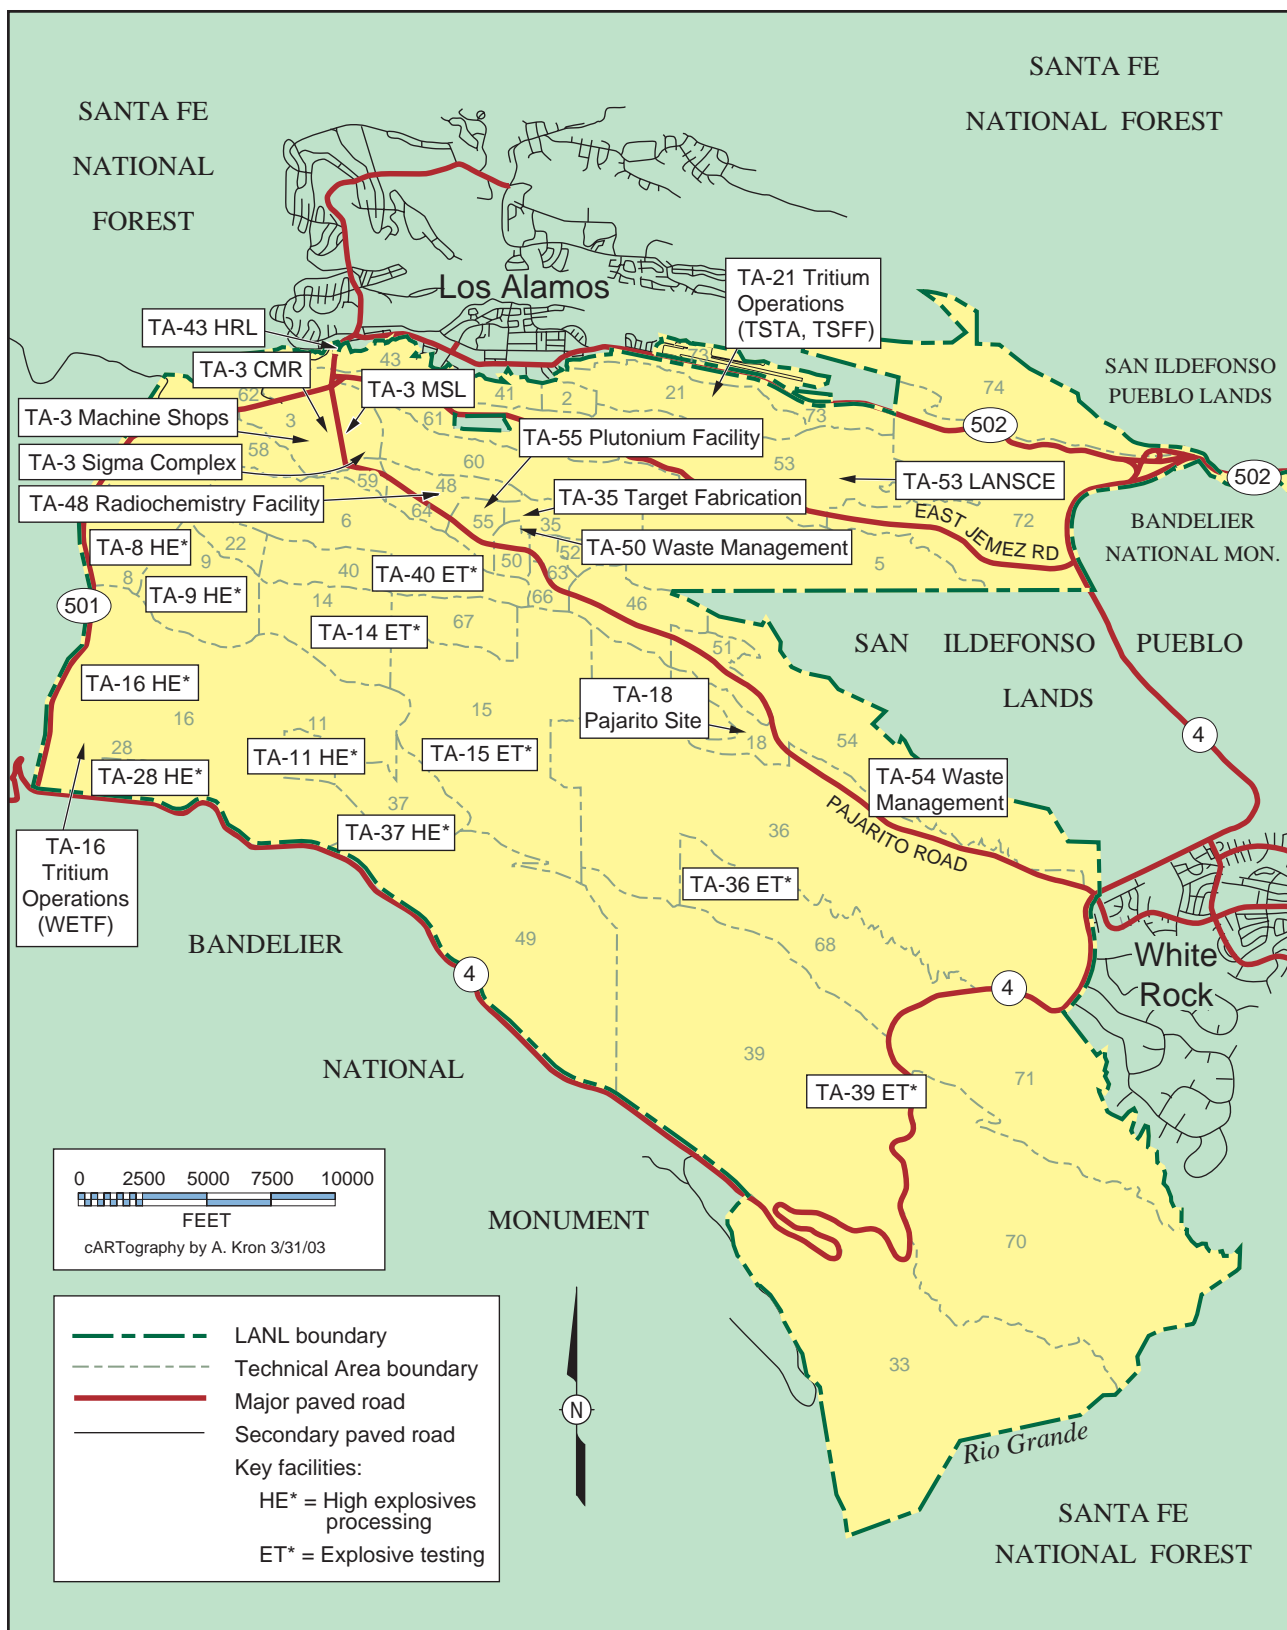 SANTA FE
NATIONAL FOREST
SANTA FE
NATIONAL
FOREST
Los Alamos
TA-21 Tritium
Operations
(TSTA, TSFF)
TA-43 HRL
TA-3 CMR
TA-3 MSL
TA-3 Machine Shops
TA-3 Sigma Complex
TA-48 Radiochemistry Facility
TA-55 Plutonium Facility
TA-35 Target Fabrication
TA-50 Waste Management
TA-53 LANSCE
SAN ILDEFONSO
PUEBLO LANDS
502
502
BANDELIER
NATIONAL MON.
EAST JEMEZ RD
43
73
74
62
3
41
2
21
73
61
58
60
53
59
48
64
55
35
72
6
22
9
8
40
50
52
63
5
66
46
14
67
51
15
16
11
28
18
54
37
36
49
68
39
71
70
33
TA-8 HE*
TA-9 HE*
TA-40 ET*
501
TA-14 ET*
TA-16 HE*
TA-18
Pajarito Site
SAN ILDEFONSO PUEBLO
LANDS
4
TA-28 HE*
TA-11 HE*
TA-15 ET*
TA-54 Waste
Management
PAJARITO ROAD
TA-37 HE*
TA-16
Tritium
Operations
(WETF)
TA-36 ET*
BANDELIER
NATIONAL
MONUMENT
4
4
White
Rock
TA-39 ET*
0 2500 5000 7500 10000
FEET
cARTography by A. Kron 3/31/03
LANL boundary
Technical Area boundary
Major paved road
Secondary paved road
Key facilities:
HE* = High explosives
processing
ET* = Explosive testing
N
Rio Grande
SANTA FE
NATIONAL FOREST